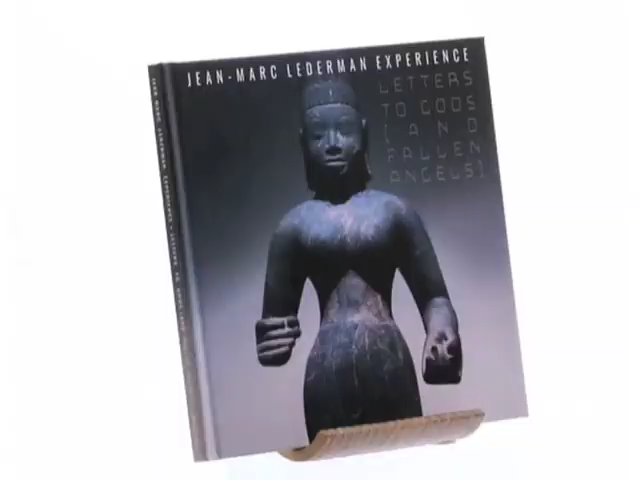 JEAN-MARC LEDERMAN EXPERIENCE
LETTERS
TO GODS
[AND
FALLEN
ANGELS]